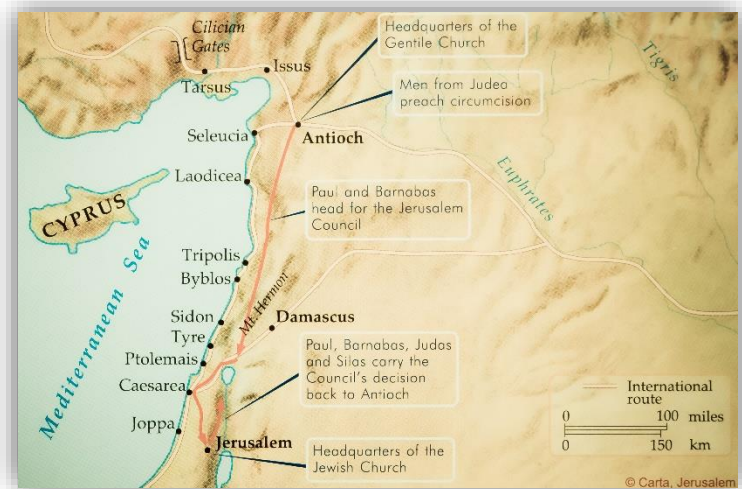 Cilician
Gates
Tarsus
Issus
Headquarters of the
Gentile Church
Men from Judea
preach circumcision
Tigris
Seleucia
Antioch
Laodicea
Euphrates
CYPRUS
Paul and Barnabas
head for the Jerusalem
Council
Mediterranean Sea
Tripolis
Byblos
Mt. Hermon
Sidon
Damascus
Tyre
Ptolemais
Paul, Barnabas, Judas
and Silas carry the
Council's decision
back to Antioch
Caesarea
Joppa
Jerusalem
Headquarters of the
Jewish Church
International
route
0 100 miles
0 150 km
© Carta, Jerusalem